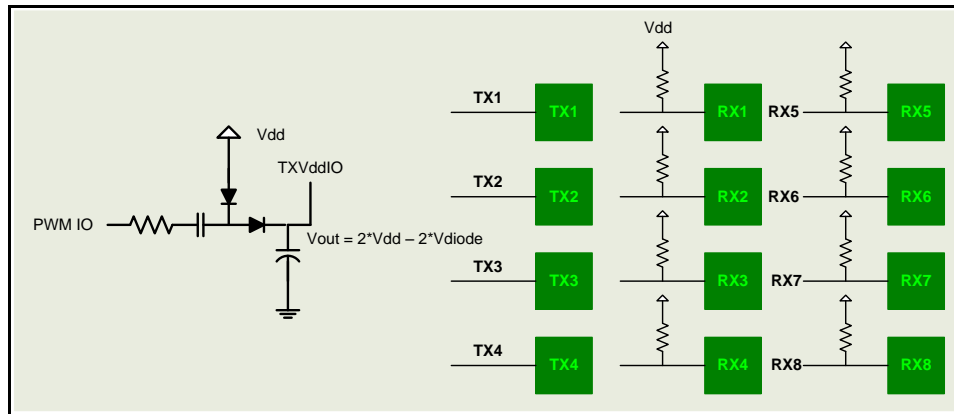 Vdd
TXVddIO
PWM IO
Vout = 2*Vdd – 2*Vdiode
Vdd
TX1
TX1
RX1
RX5
RX5
TX2
TX2
RX2
RX6
RX6
TX3
TX3
RX3
RX7
RX7
TX4
TX4
RX4
RX8
RX8